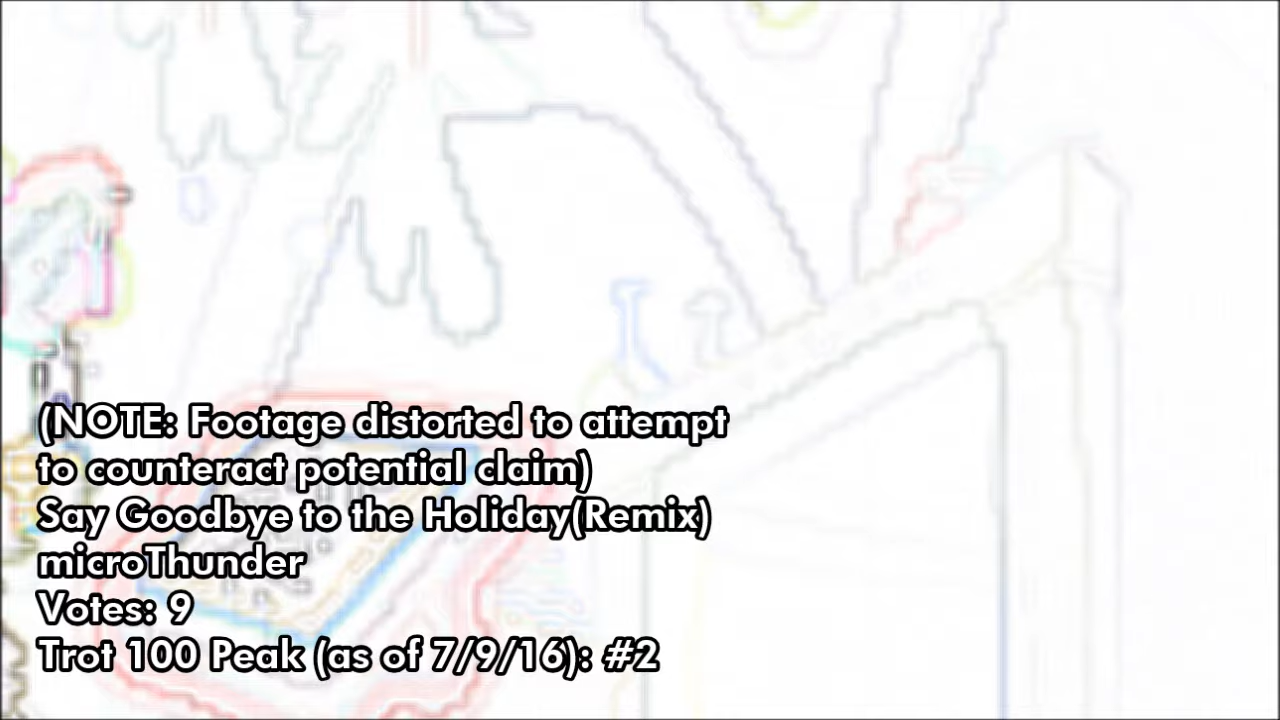 (NOTE: Footage distorted to attempt
to counteract potential claim)
Say Goodbye to the Holiday(Remix)
microThunder
Votes: 9
Trot 100 Peak (as of 7/9/16): #2